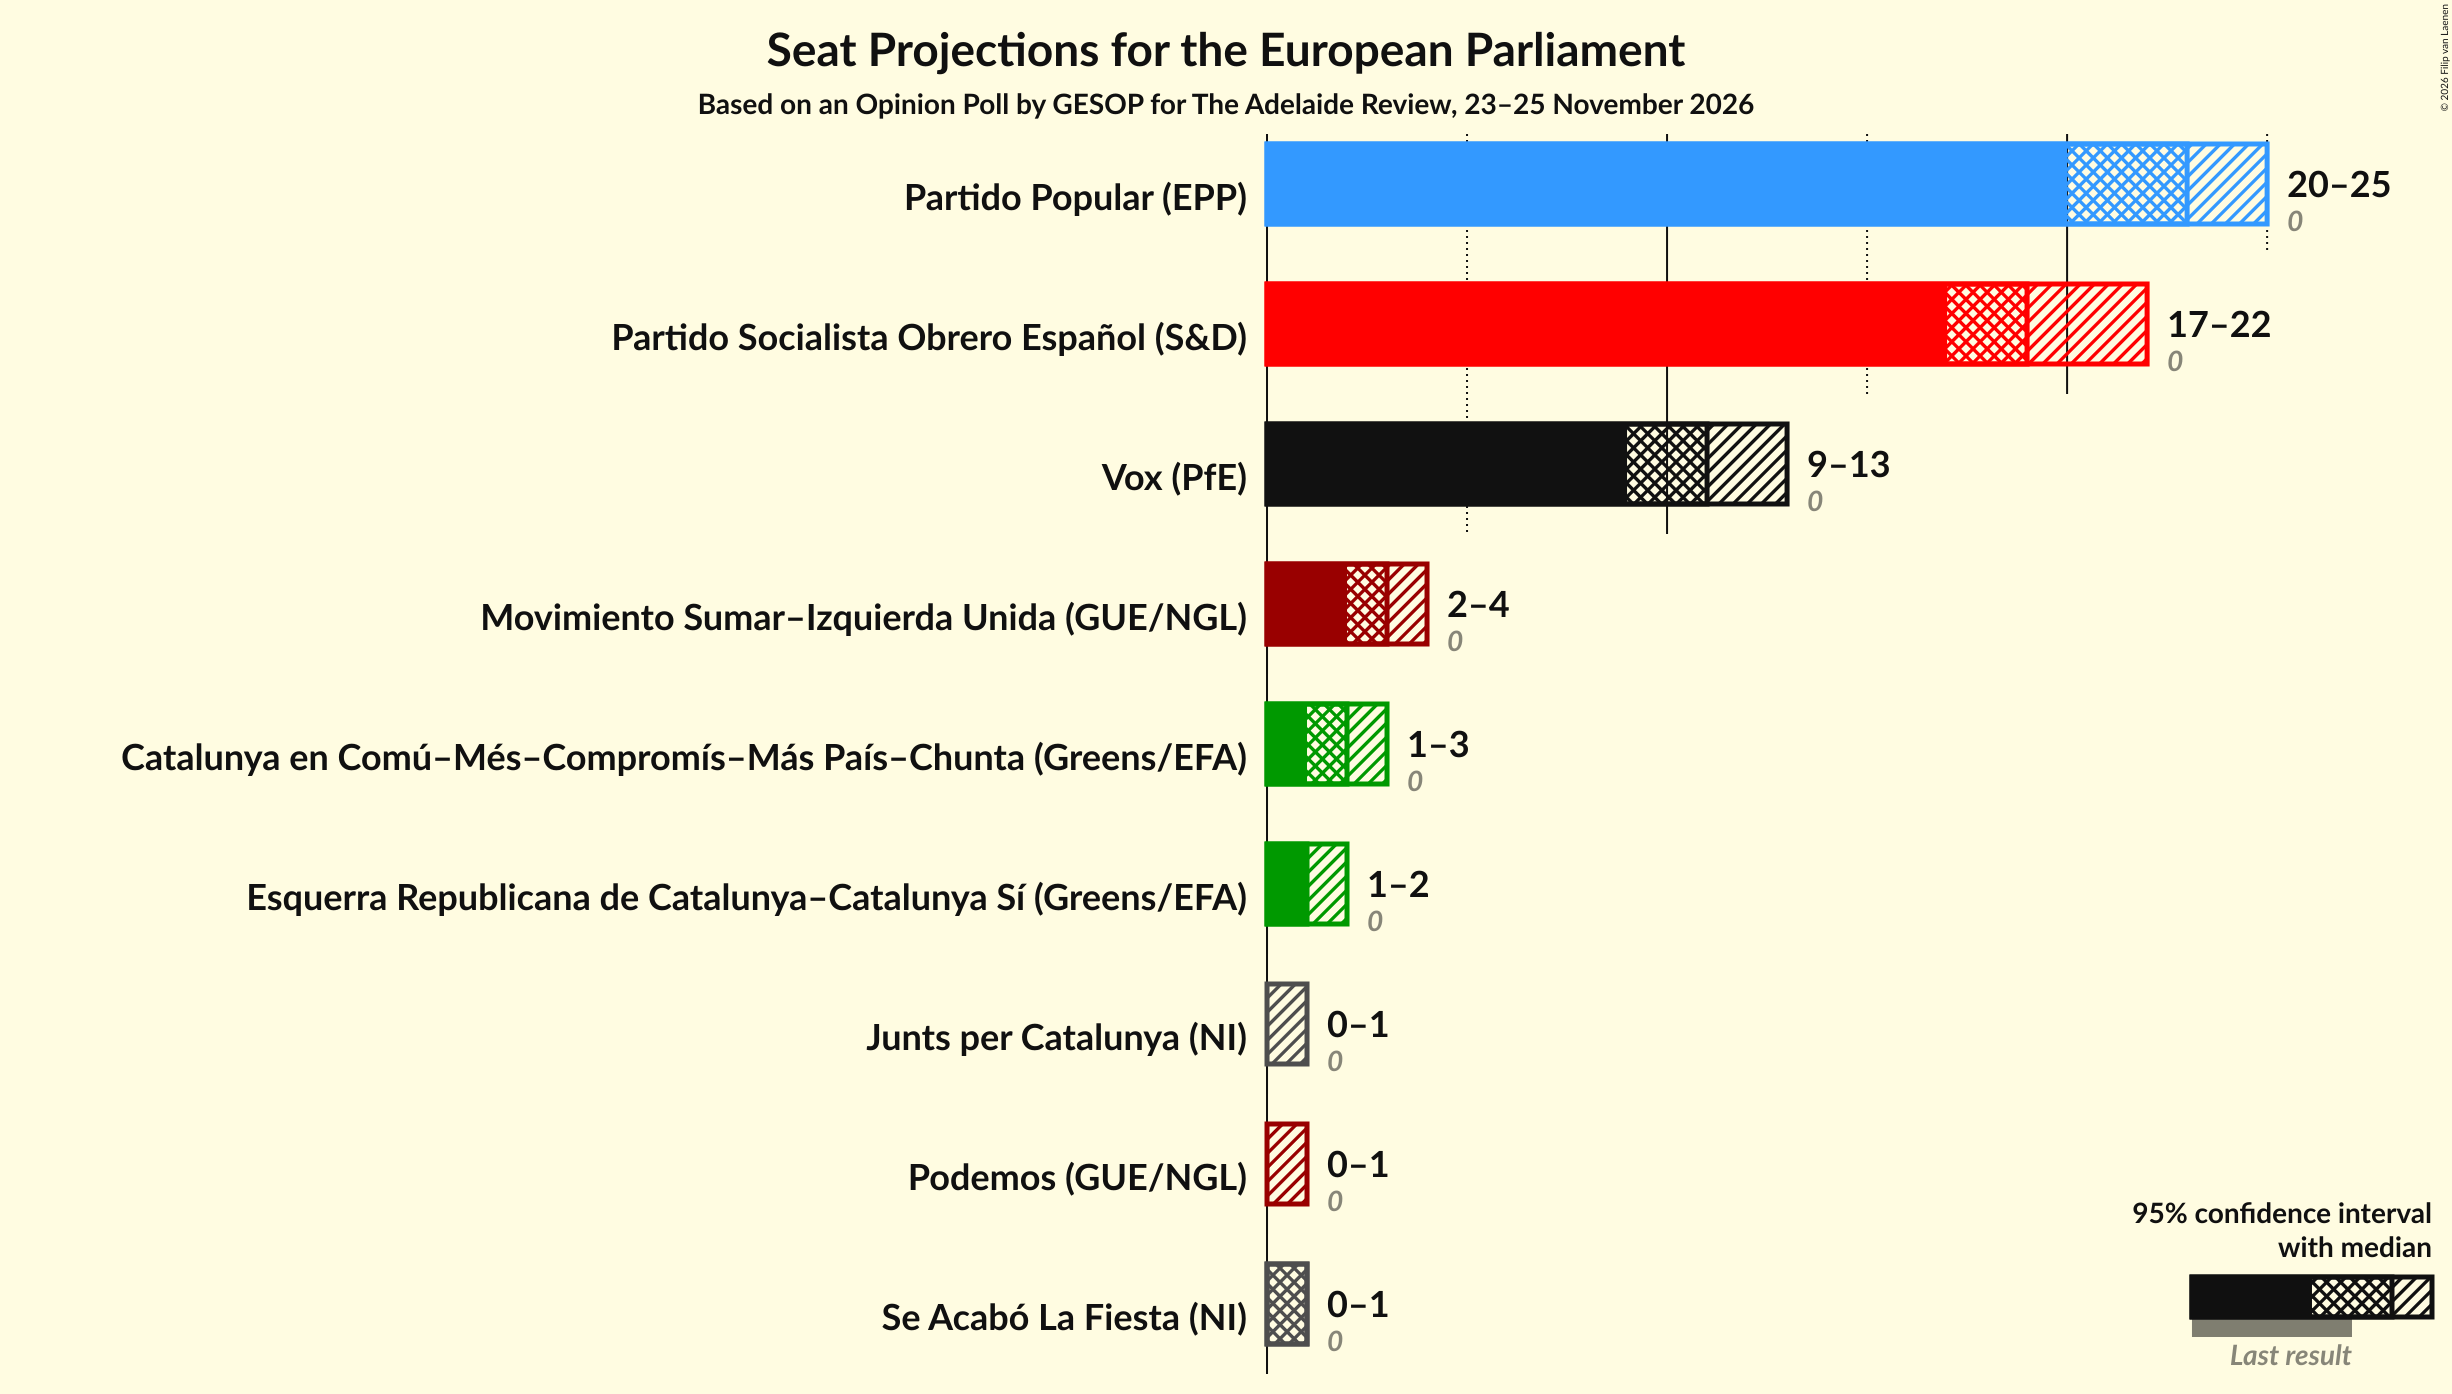 Seat Projections for the European Parliament
Based on an Opinion Poll by GESOP for The Adelaide Review, 23–25 November 2026
© 2026 Filip van Laenen
Partido Popular (EPP)
20–25
0
Partido Socialista Obrero Español (S&D)
17–22
0
Vox (PfE)
9–13
0
Movimiento Sumar–Izquierda Unida (GUE/NGL)
2–4
0
Catalunya en Comú–Més–Compromís–Más País–Chunta (Greens/EFA)
1–3
0
Esquerra Republicana de Catalunya–Catalunya Sí (Greens/EFA)
1–2
0
Junts per Catalunya (NI)
0–1
0
Podemos (GUE/NGL)
0–1
0
Se Acabó La Fiesta (NI)
0–1
0
95% confidence interval
with median
Last result